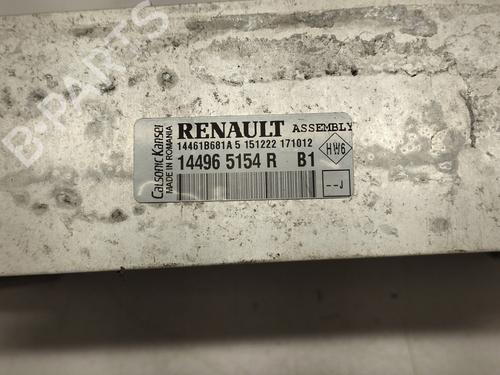 B-PARTS
Calsonic Kansei
MADE IN ROMANIA
RENAULT ASSEMBLY
14461B681A 5 151222 171012
14496 5154 R B1
HW6
--J